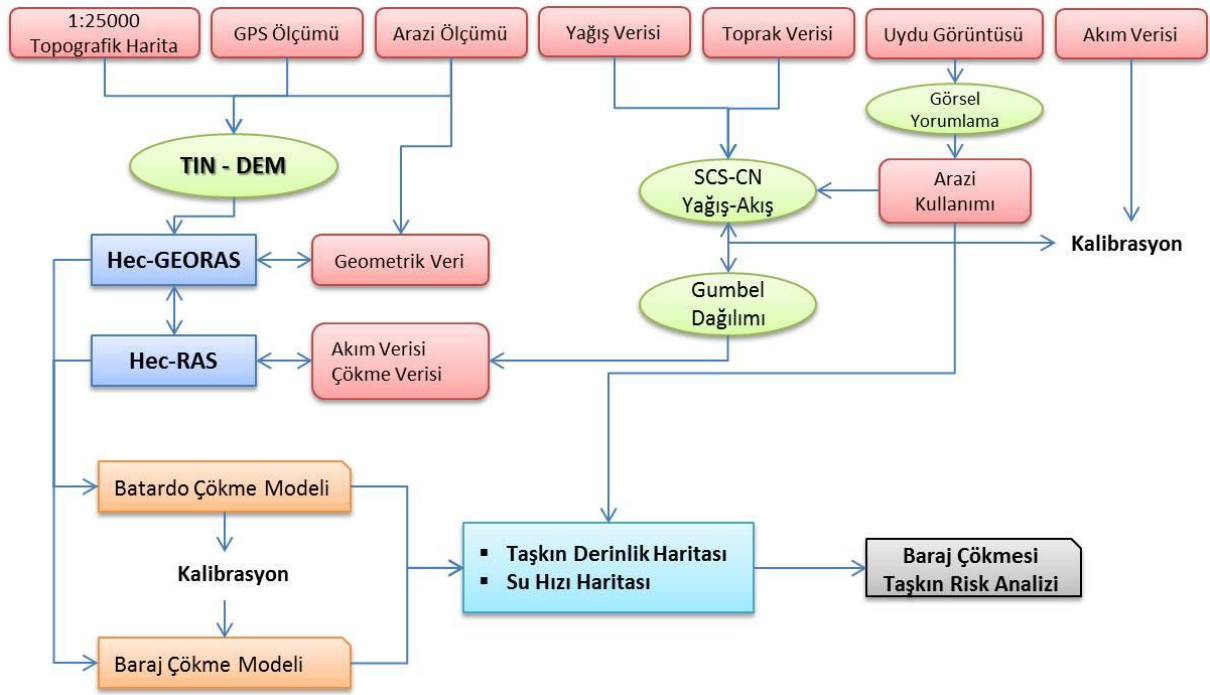 1:25000
Topografik Harita
GPS Ölçümü
Arazi Ölçümü
Yağış Verisi
Toprak Verisi
Uydu Görüntüsü
Akım Verisi
Görsel
Yorumlama
TIN - DEM
SCS-CN
Yağış-Akış
Arazi
Kullanımı
Hec-GEORAS
Geometrik Veri
Kalibrasyon
Gumbel
Dağılımı
Hec-RAS
Akım Verisi
Çökme Verisi
Batardo Çökme Modeli
Kalibrasyon
Baraj Çökme Modeli
▪ Taşkın Derinlik Haritası
▪ Su Hızı Haritası
Baraj Çökmesi
Taşkın Risk Analizi